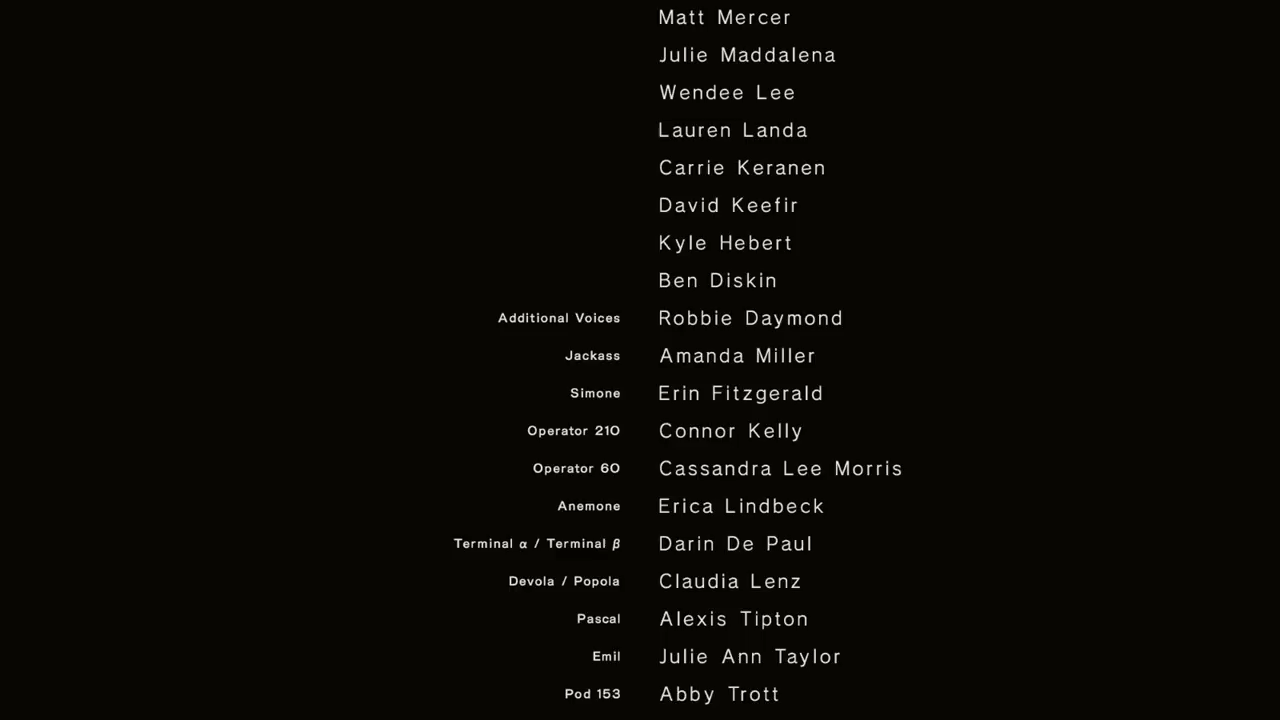 Matt Mercer
Julie Maddalena
Wendee Lee
Lauren Landa
Carrie Keranen
David Keefir
Kyle Hebert
Ben Diskin
Additional Voices Robbie Daymond
Jackass Amanda Miller
Simone Erin Fitzgerald
Operator 21O Connor Kelly
Operator 6O Cassandra Lee Morris
Anemone Erica Lindbeck
Terminal α / Terminal β Darin De Paul
Devola / Popola Claudia Lenz
Pascal Alexis Tipton
Emil Julie Ann Taylor
Pod 153 Abby Trott